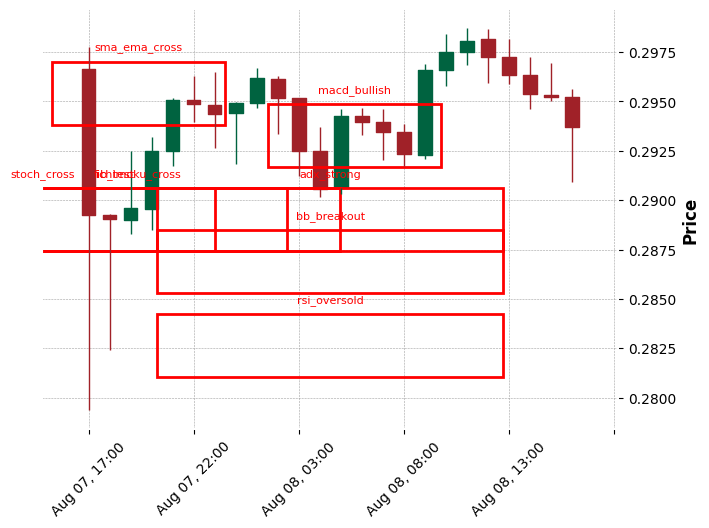 sma_ema_cross
macd_bullish
stoch_cross
adx_strong
bb_breakout
rsi_oversold
0.2975
0.2950
0.2925
0.2900
0.2875
0.2850
0.2825
0.2800
Price
Aug 07, 17:00
Aug 07, 22:00
Aug 08, 03:00
Aug 08, 08:00
Aug 08, 13:00